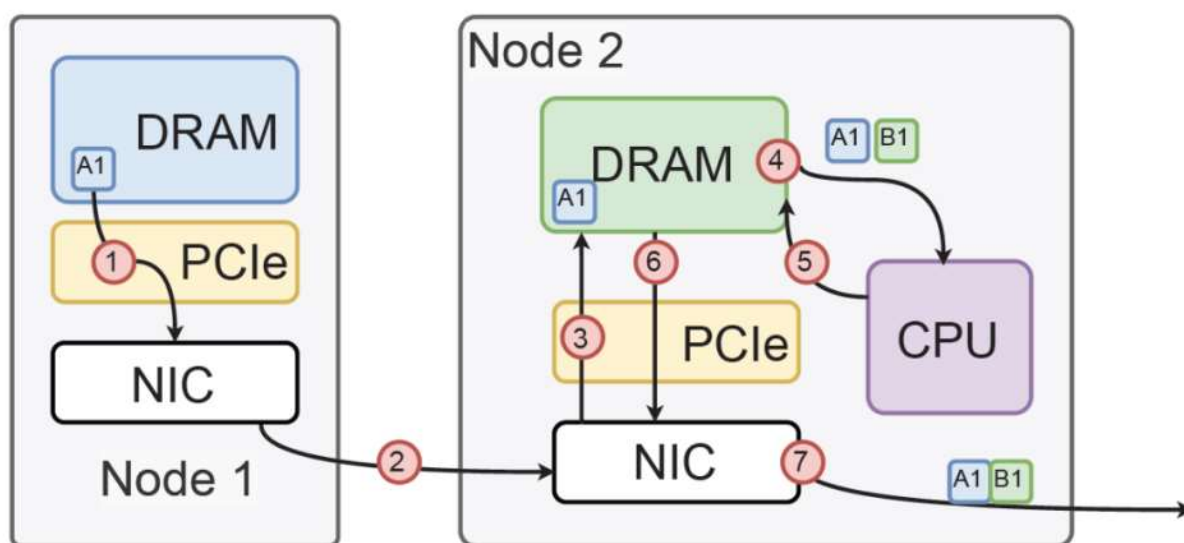 DRAM
A1
1
PCIe
NIC
Node 1
2
Node 2
DRAM
A1
4
A1 B1
6
5
3
PCIe
CPU
NIC
7
A1 B1